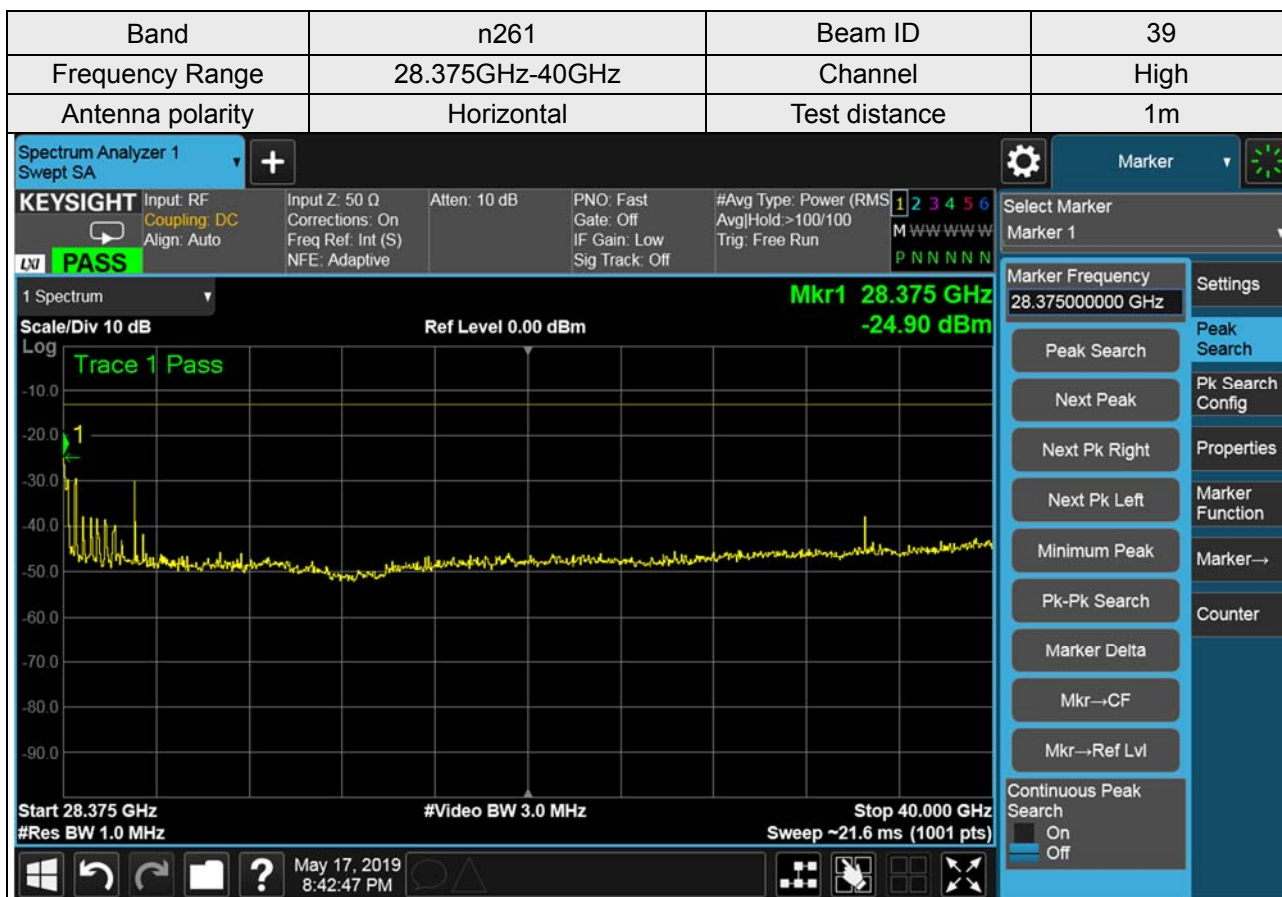 Band n261 Beam ID 39
Frequency Range 28.375GHz-40GHz Channel High
Antenna polarity Horizontal Test distance 1m
Spectrum Analyzer 1
Swept SA
+
Marker
KEYSIGHT
LXI PASS
Input: RF
Coupling: DC
Align: Auto
Input Z: 50 Ω
Corrections: On
Freq Ref: Int (S)
NFE: Adaptive
Atten: 10 dB
PNO: Fast
Gate: Off
IF Gain: Low
Sig Track: Off
#Avg Type: Power (RMS
Avg|Hold:>100/100
Trig: Free Run
1 2 3 4 5 6
M W W W W W
P N N N N N
Select Marker
Marker 1
1 Spectrum
Scale/Div 10 dB
Log
Ref Level 0.00 dBm
Mkr1 28.375 GHz
-24.90 dBm
Trace 1 Pass
1
-10.0
-20.0
-30.0
-40.0
-50.0
-60.0
-70.0
-80.0
-90.0
Start 28.375 GHz
#Res BW 1.0 MHz
#Video BW 3.0 MHz
Stop 40.000 GHz
Sweep ~21.6 ms (1001 pts)
Marker Frequency
28.375000000 GHz
Peak Search
Next Peak
Next Pk Right
Next Pk Left
Minimum Peak
Pk-Pk Search
Marker Delta
Mkr→CF
Mkr→Ref Lvl
Continuous Peak
Search
On
Off
Settings
Peak
Search
Pk Search
Config
Properties
Marker
Function
Marker→
Counter
?
May 17, 2019
8:42:47 PM